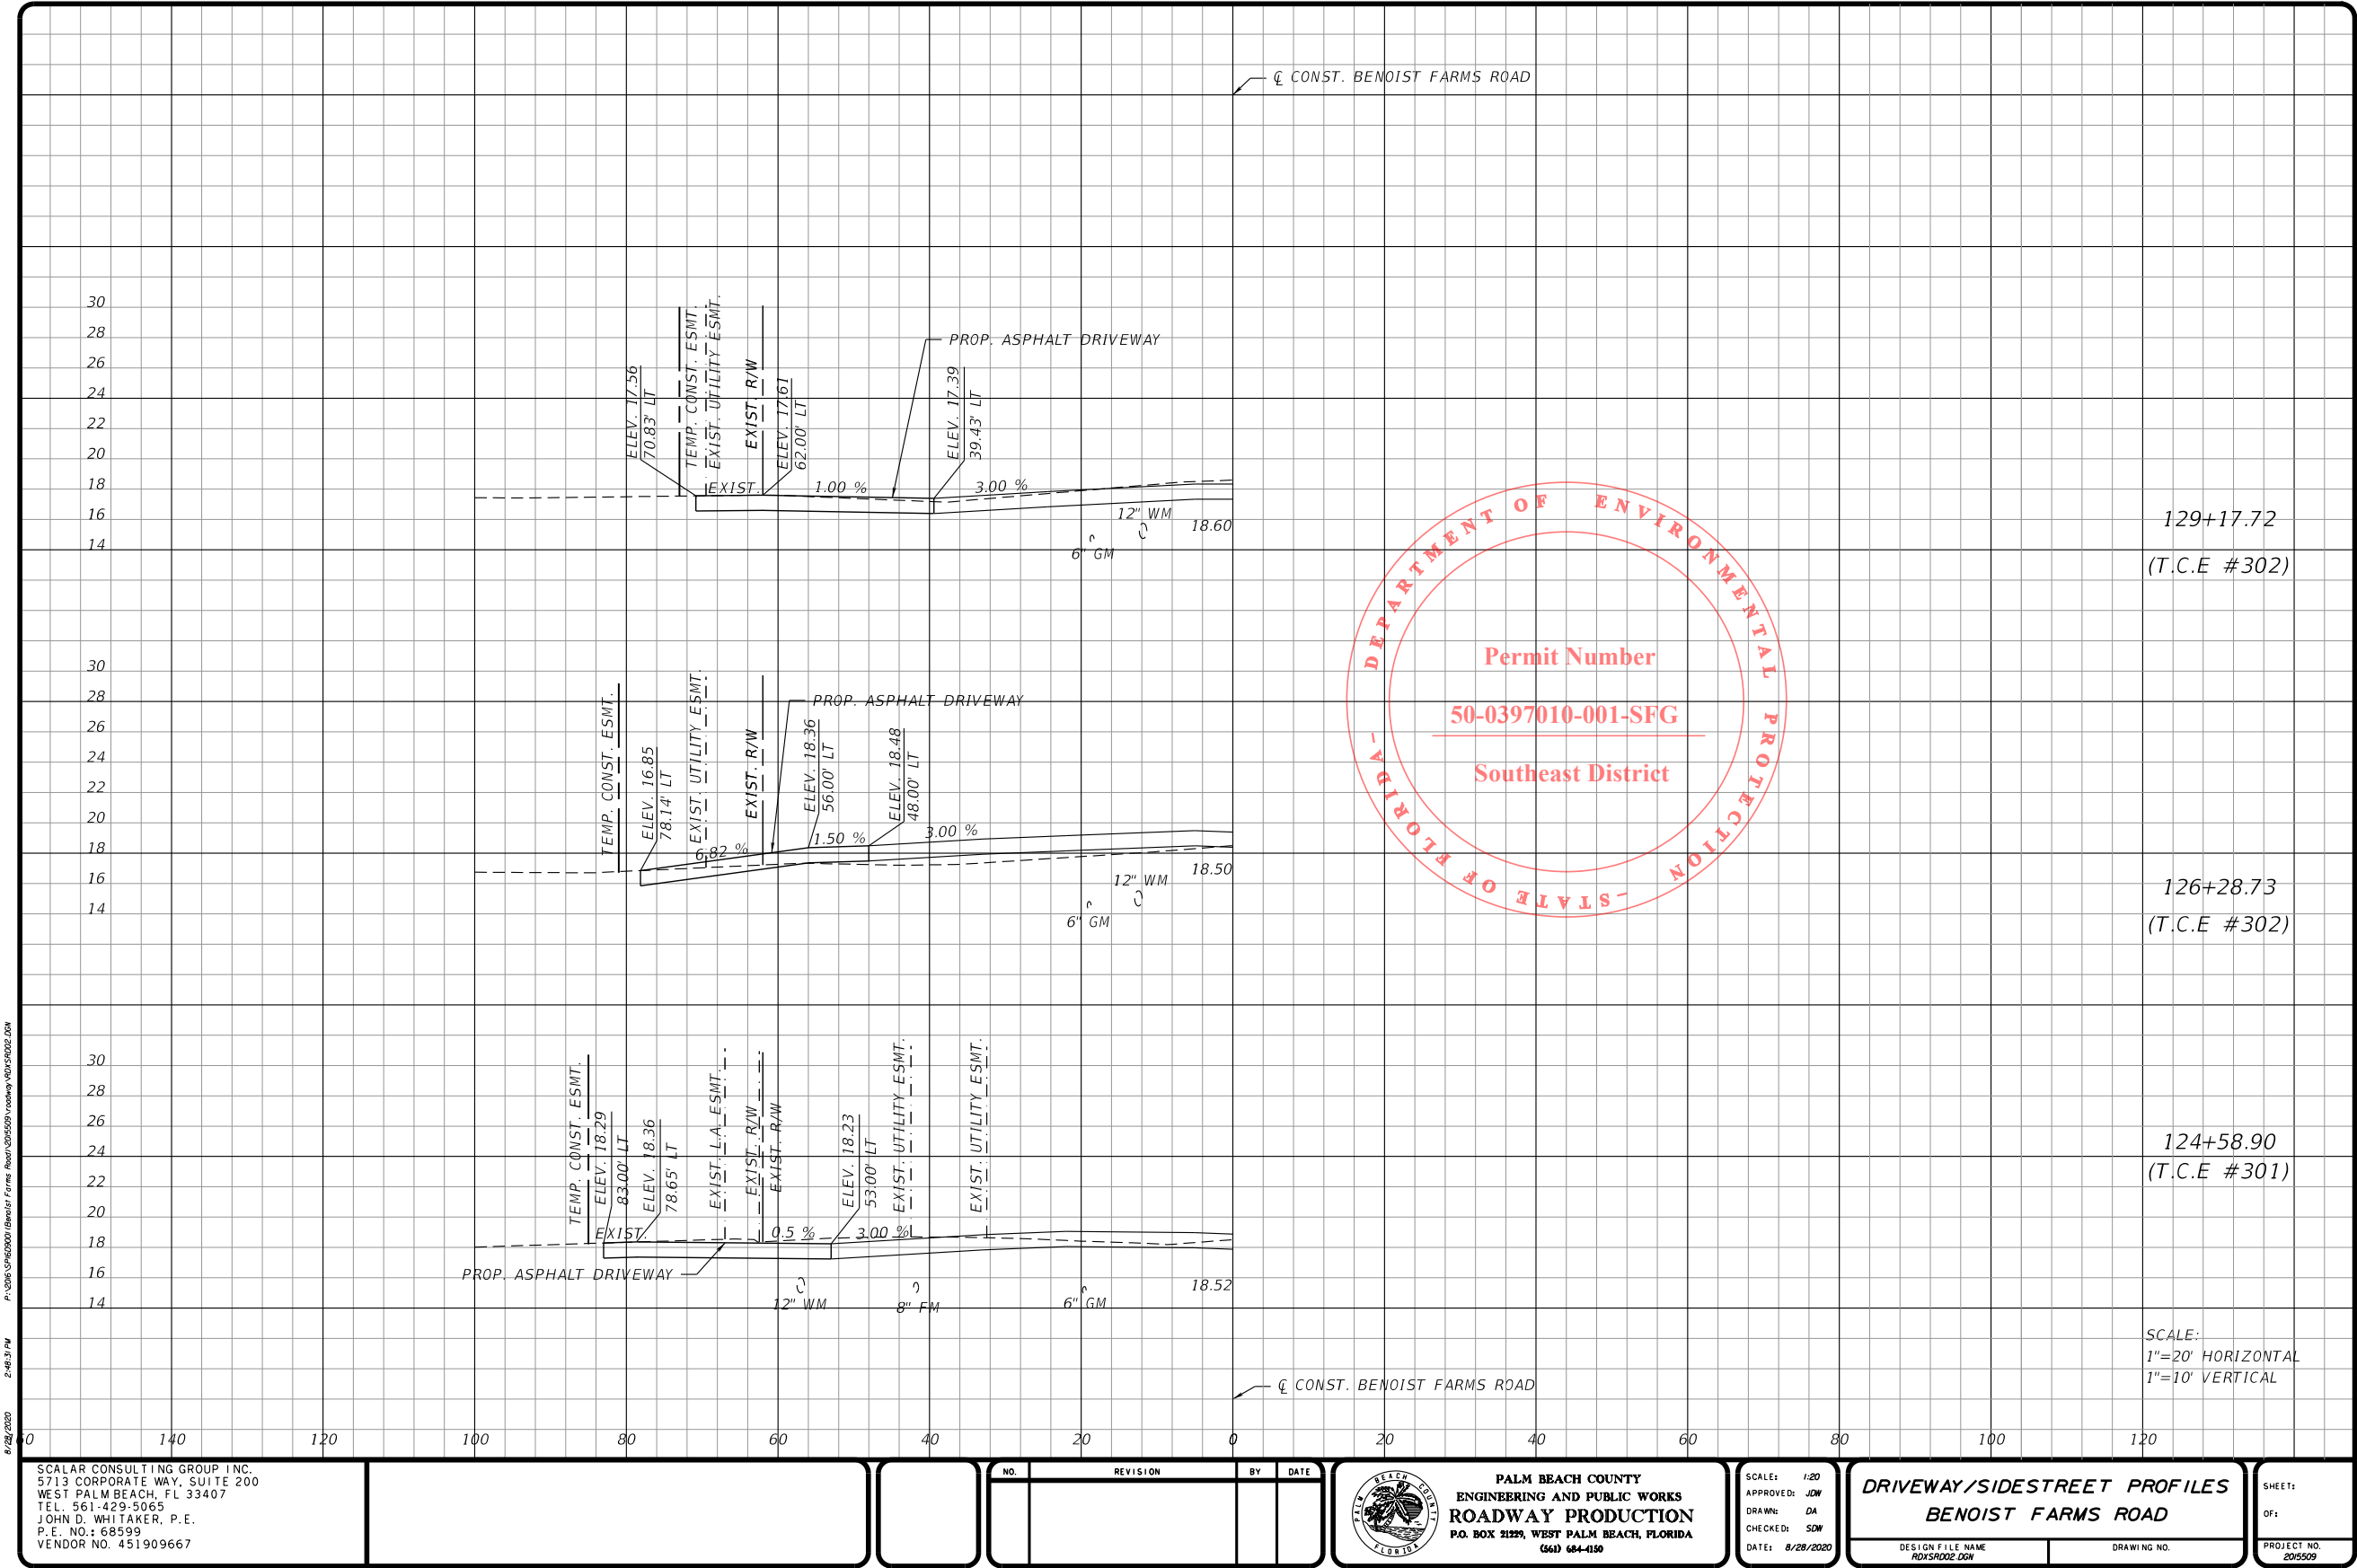 ℄ CONST. BENOIST FARMS ROAD
30
28
26
24
22
20
18
16
14
ELEV. 17.56
70.83' LT
TEMP. CONST. ESMT.
EXIST. UTILITY ESMT.
EXIST. R/W
ELEV. 17.61
62.00' LT
PROP. ASPHALT DRIVEWAY
ELEV. 17.39
39.43' LT
EXIST.
1.00 %
3.00 %
12" WM
6" GM
18.60
129+17.72
(T.C.E #302)
30
28
26
24
22
20
18
16
14
TEMP. CONST. ESMT.
ELEV. 16.85
78.14' LT
EXIST. UTILITY ESMT.
EXIST. R/W
PROP. ASPHALT DRIVEWAY
ELEV. 18.36
56.00' LT
ELEV. 18.48
48.00' LT
6.82 %
1.50 %
3.00 %
12" WM
6" GM
18.50
126+28.73
(T.C.E #302)
DEPARTMENT OF ENVIRONMENTAL PROTECTION
-STATE OF FLORIDA-
Permit Number
50-0397010-001-SFG
Southeast District
30
28
26
24
22
20
18
16
14
TEMP. CONST. ESMT.
ELEV. 18.29
83.00' LT
ELEV. 18.36
78.65' LT
EXIST. L.A. ESMT.
EXIST. R/W
EXIST. R/W
ELEV. 18.23
53.00' LT
EXIST. UTILITY ESMT.
EXIST. UTILITY ESMT.
EXIST.
0.5 %
3.00 %
PROP. ASPHALT DRIVEWAY
12" WM
8" FM
6" GM
18.52
124+58.90
(T.C.E #301)
SCALE:
1"=20' HORIZONTAL
1"=10' VERTICAL
℄ CONST. BENOIST FARMS ROAD
140 120 100 80 60 40 20 0 20 40 60 80 100 120
8/28/2020 2:48:31 PM
SCALAR CONSULTING GROUP INC.
5713 CORPORATE WAY, SUITE 200
WEST PALM BEACH, FL 33407
TEL. 561-429-5065
JOHN D. WHITAKER, P.E.
P.E. NO.: 68599
VENDOR NO. 451909667
NO. REVISION BY DATE
PALM BEACH COUNTY
FLORIDA
PALM BEACH COUNTY
ENGINEERING AND PUBLIC WORKS
ROADWAY PRODUCTION
P.O. BOX 21229, WEST PALM BEACH, FLORIDA
(561) 684-4150
SCALE: 1:20
APPROVED: JDW
DRAWN: DA
CHECKED: SDW
DATE: 8/28/2020
DRIVEWAY/SIDESTREET PROFILES
BENOIST FARMS ROAD
DESIGN FILE NAME
RDXSRD02.DGN
DRAWING NO.
SHEET:
OF:
PROJECT NO.
2015509